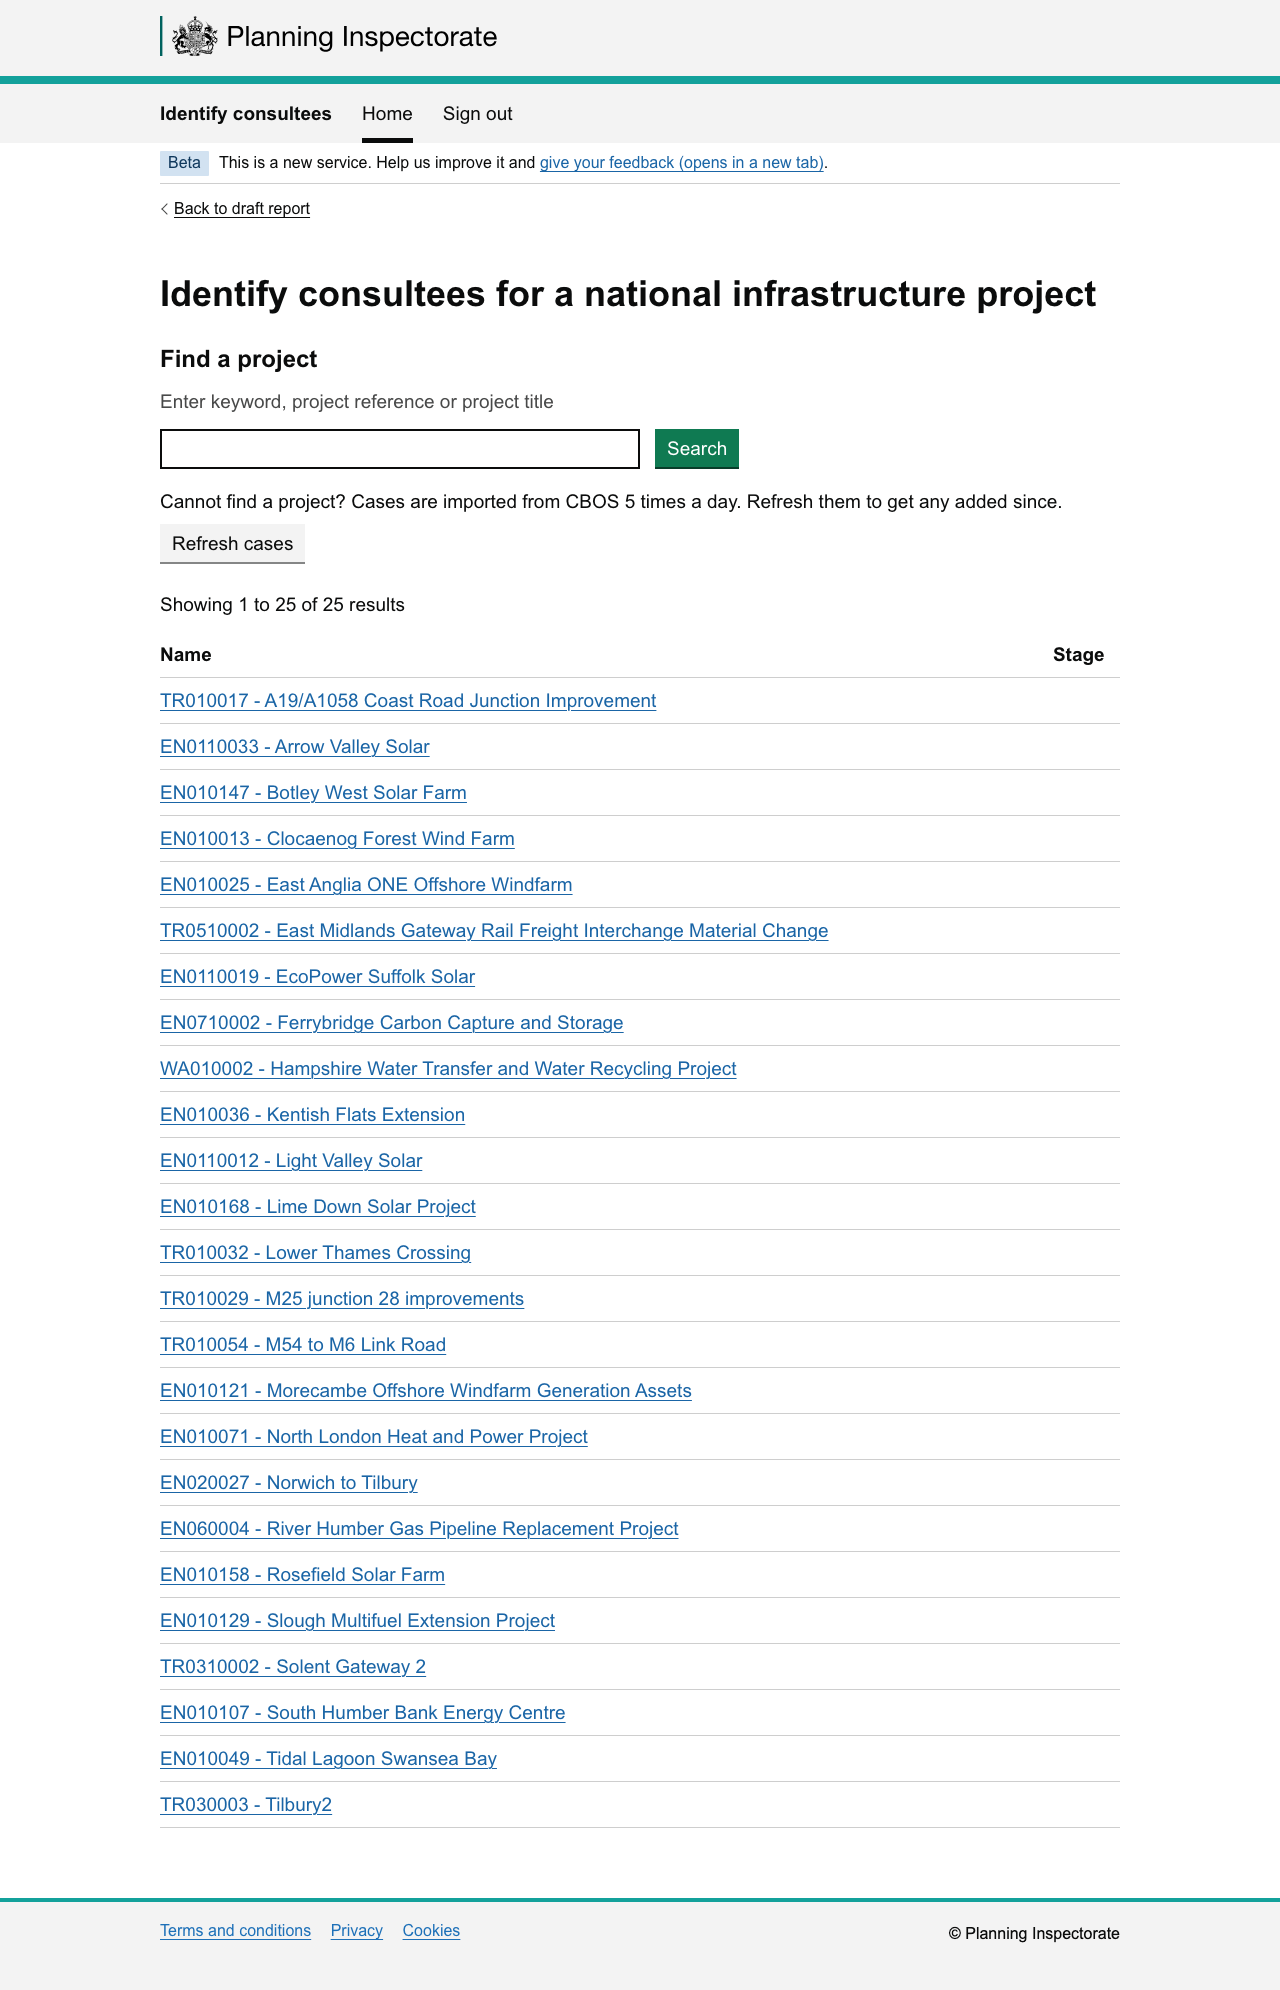 Planning Inspectorate
Identify consultees Home Sign out
Beta This is a new service. Help us improve it and give your feedback (opens in a new tab).
Back to draft report
Identify consultees for a national infrastructure project
Find a project
Enter keyword, project reference or project title
Search
Cannot find a project? Cases are imported from CBOS 5 times a day. Refresh them to get any added since.
Refresh cases
Showing 1 to 25 of 25 results
Name Stage
TR010017 - A19/A1058 Coast Road Junction Improvement
EN0110033 - Arrow Valley Solar
EN010147 - Botley West Solar Farm
EN010013 - Clocaenog Forest Wind Farm
EN010025 - East Anglia ONE Offshore Windfarm
TR0510002 - East Midlands Gateway Rail Freight Interchange Material Change
EN0110019 - EcoPower Suffolk Solar
EN0710002 - Ferrybridge Carbon Capture and Storage
WA010002 - Hampshire Water Transfer and Water Recycling Project
EN010036 - Kentish Flats Extension
EN0110012 - Light Valley Solar
EN010168 - Lime Down Solar Project
TR010032 - Lower Thames Crossing
TR010029 - M25 junction 28 improvements
TR010054 - M54 to M6 Link Road
EN010121 - Morecambe Offshore Windfarm Generation Assets
EN010071 - North London Heat and Power Project
EN020027 - Norwich to Tilbury
EN060004 - River Humber Gas Pipeline Replacement Project
EN010158 - Rosefield Solar Farm
EN010129 - Slough Multifuel Extension Project
TR0310002 - Solent Gateway 2
EN010107 - South Humber Bank Energy Centre
EN010049 - Tidal Lagoon Swansea Bay
TR030003 - Tilbury2
Terms and conditions Privacy Cookies © Planning Inspectorate